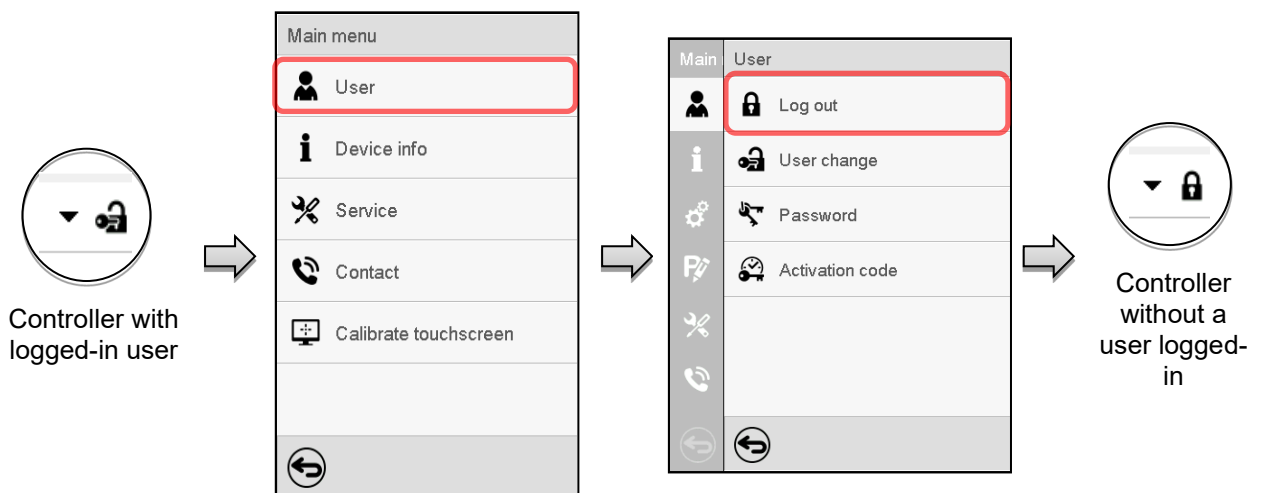 Controller with
logged-in user
Main menu
User
Device info
Service
Contact
Calibrate touchscreen
Main
User
Log out
User change
Password
Activation code
Controller
without a
user logged-
in